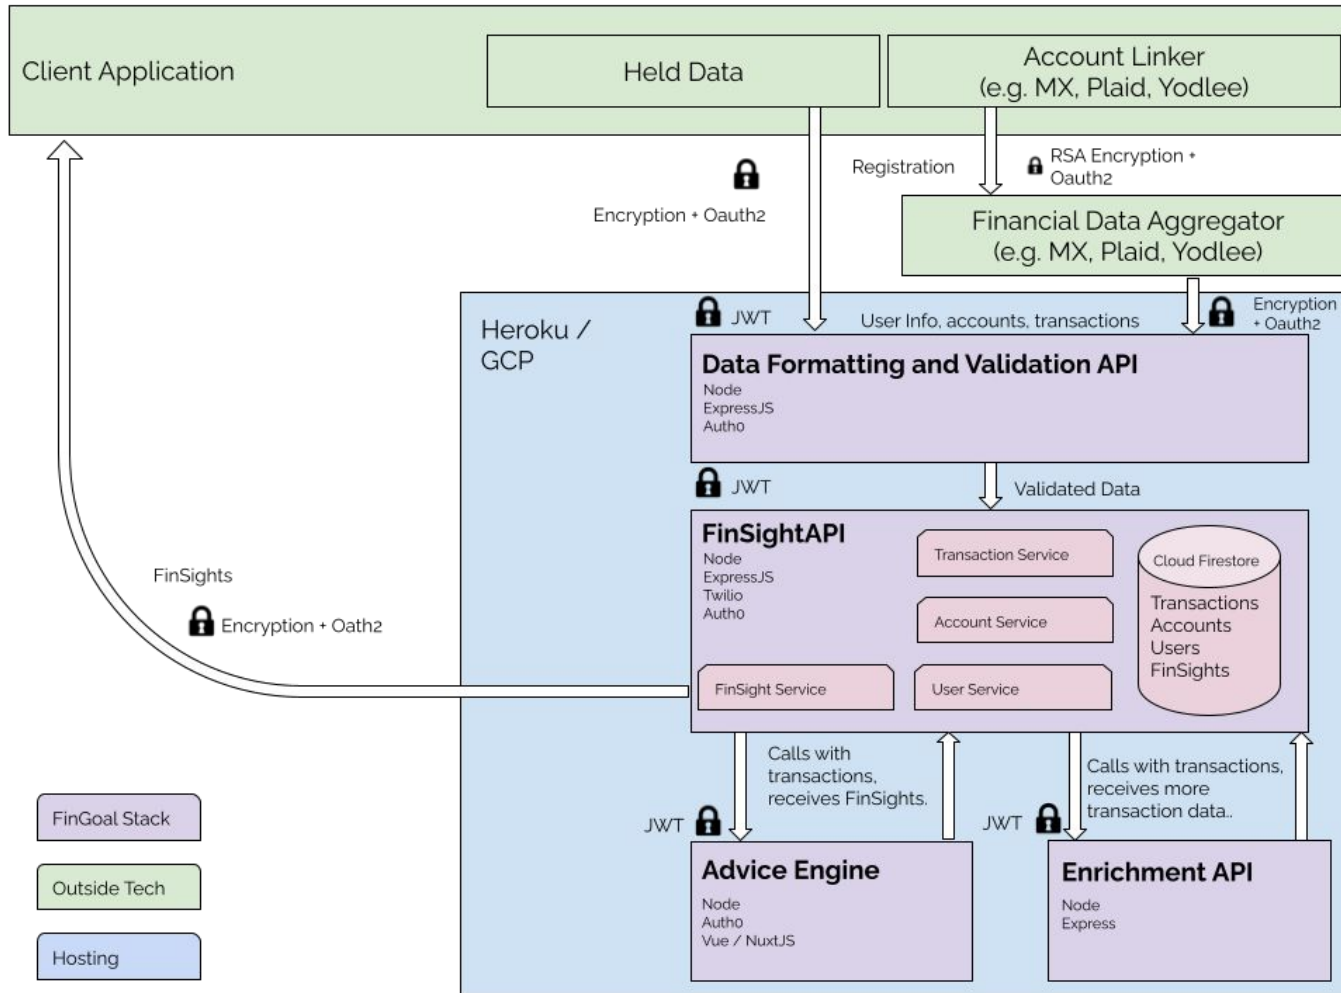 Client Application
Held Data
Account Linker
(e.g. MX, Plaid, Yodlee)
Encryption + Oauth2
Registration
RSA Encryption +
Oauth2
Financial Data Aggregator
(e.g. MX, Plaid, Yodlee)
Heroku /
GCP
JWT
User Info, accounts, transactions
Encryption
+ Oauth2
Data Formatting and Validation API
Node
ExpressJS
Auth0
JWT
Validated Data
FinSightAPI
Node
ExpressJS
Twilio
Auth0
Transaction Service
Account Service
FinSight Service
User Service
Cloud Firestore
Transactions
Accounts
Users
FinSights
FinSights
Encryption + Oath2
Calls with
transactions,
receives FinSights.
Calls with transactions,
receives more
transaction data..
JWT
JWT
Advice Engine
Node
Auth0
Vue / NuxtJS
Enrichment API
Node
Express
FinGoal Stack
Outside Tech
Hosting